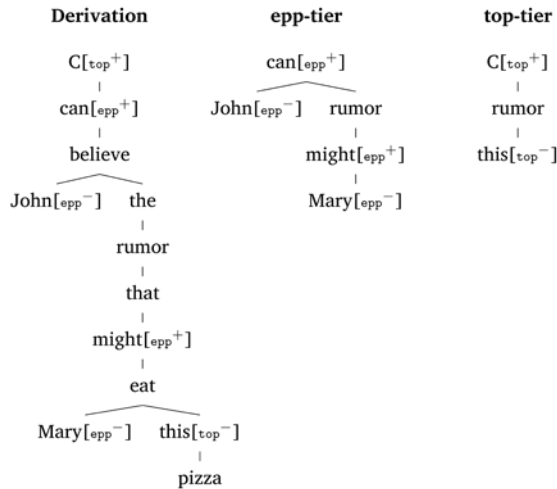 Derivation epp-tier top-tier
C[top⁺] can[epp⁺] C[top⁺]
can[epp⁺] John[epp⁻] rumor rumor
believe might[epp⁺] this[top⁻]
John[epp⁻] the Mary[epp⁻]
rumor
that
might[epp⁺]
eat
Mary[epp⁻] this[top⁻]
pizza